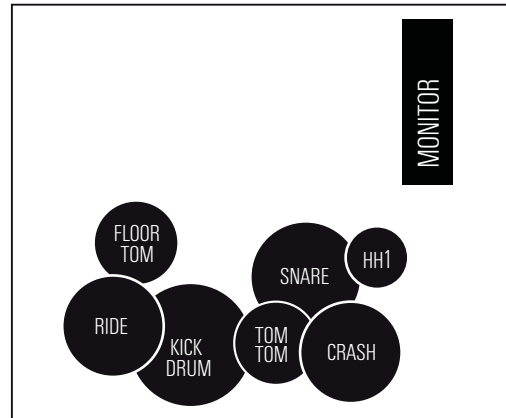 MONITOR
FLOOR
TOM
HH1
SNARE
RIDE
KICK
DRUM
TOM
TOM
CRASH